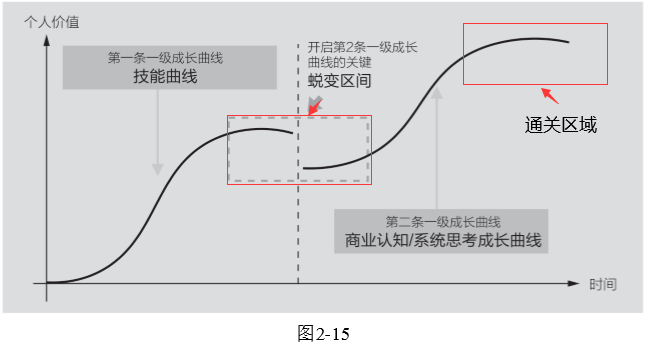 个人价值
第一条一级成长曲线
技能曲线
开启第2条一级成长
曲线的关键
蜕变区间
通关区域
第二条一级成长曲线
商业认知/系统思考成长曲线
时间
图2-15